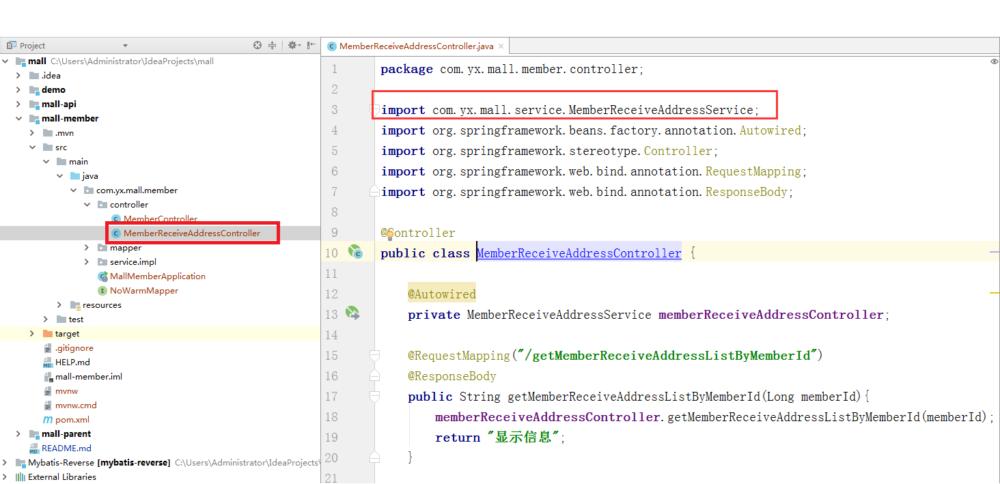 Project
MemberReceiveAddressController.java
mall C:\Users\Administrator\IdeaProjects\mall
.idea
demo
mall-api
mall-member
.mvn
src
main
java
com.yx.mall.member
controller
MemberController
MemberReceiveAddressController
mapper
service.impl
MallMemberApplication
NoWarmMapper
resources
test
target
.gitignore
HELP.md
mall-member.iml
mvnw
mvnw.cmd
pom.xml
mall-parent
README.md
Mybatis-Reverse [mybatis-reverse] C:\Users\Administrator\IdeaProjects\
External Libraries
1 package com.yx.mall.member.controller;
2
3 import com.yx.mall.service.MemberReceiveAddressService;
4 import org.springframework.beans.factory.annotation.Autowired;
5 import org.springframework.stereotype.Controller;
6 import org.springframework.web.bind.annotation.RequestMapping;
7 import org.springframework.web.bind.annotation.ResponseBody;
8
9 @Controller
10 public class MemberReceiveAddressController {
11
12 @Autowired
13 private MemberReceiveAddressService memberReceiveAddressController;
14
15 @RequestMapping("/getMemberReceiveAddressListByMemberId")
16 @ResponseBody
17 public String getMemberReceiveAddressListByMemberId(Long memberId){
18 memberReceiveAddressController.getMemberReceiveAddressListByMemberId(memberId);
19 return "显示信息";
20 }
21